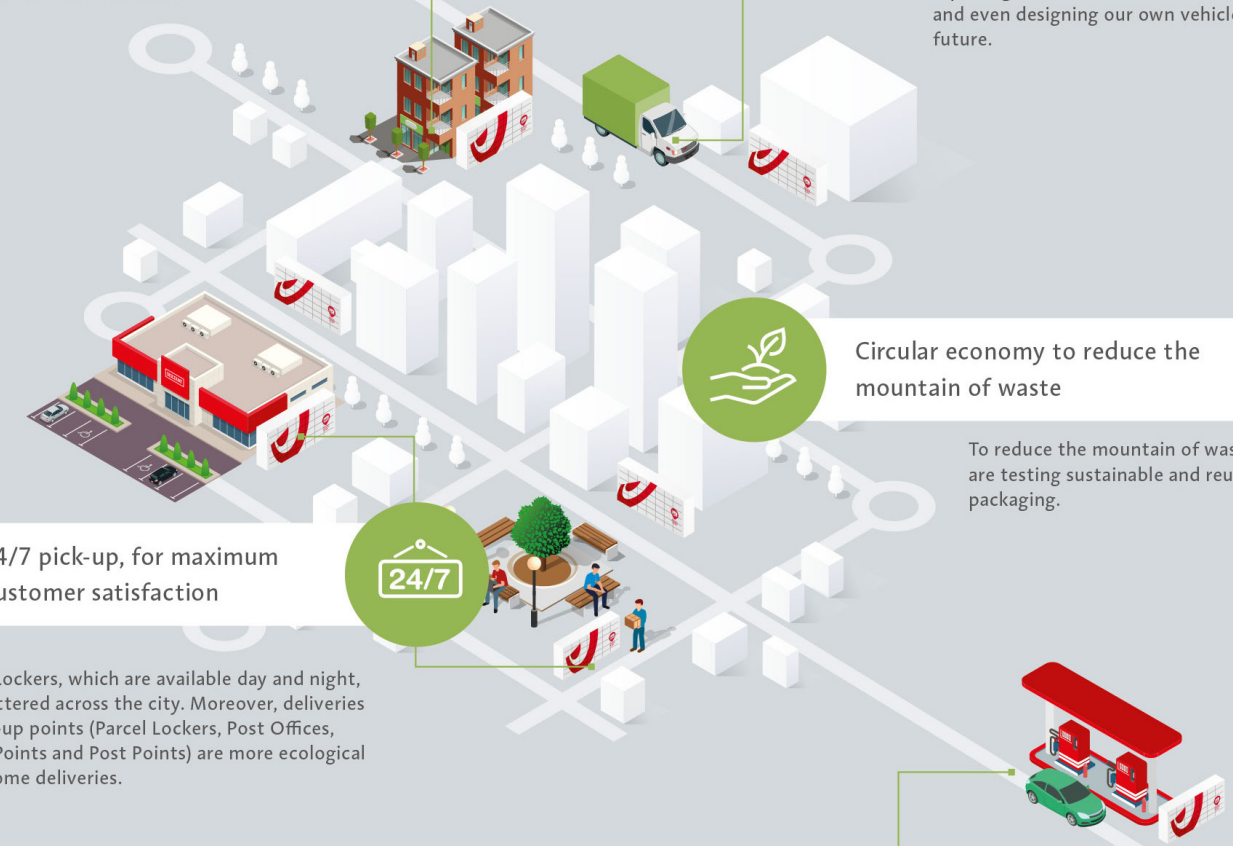 and even designing our own vehicle
future.
Circular economy to reduce the
mountain of waste
To reduce the mountain of was
are testing sustainable and reu
packaging.
4/7 pick-up, for maximum
ustomer satisfaction
24/7
ockers, which are available day and night,
ttered across the city. Moreover, deliveries
-up points (Parcel Lockers, Post Offices,
Points and Post Points) are more ecological
ome deliveries.